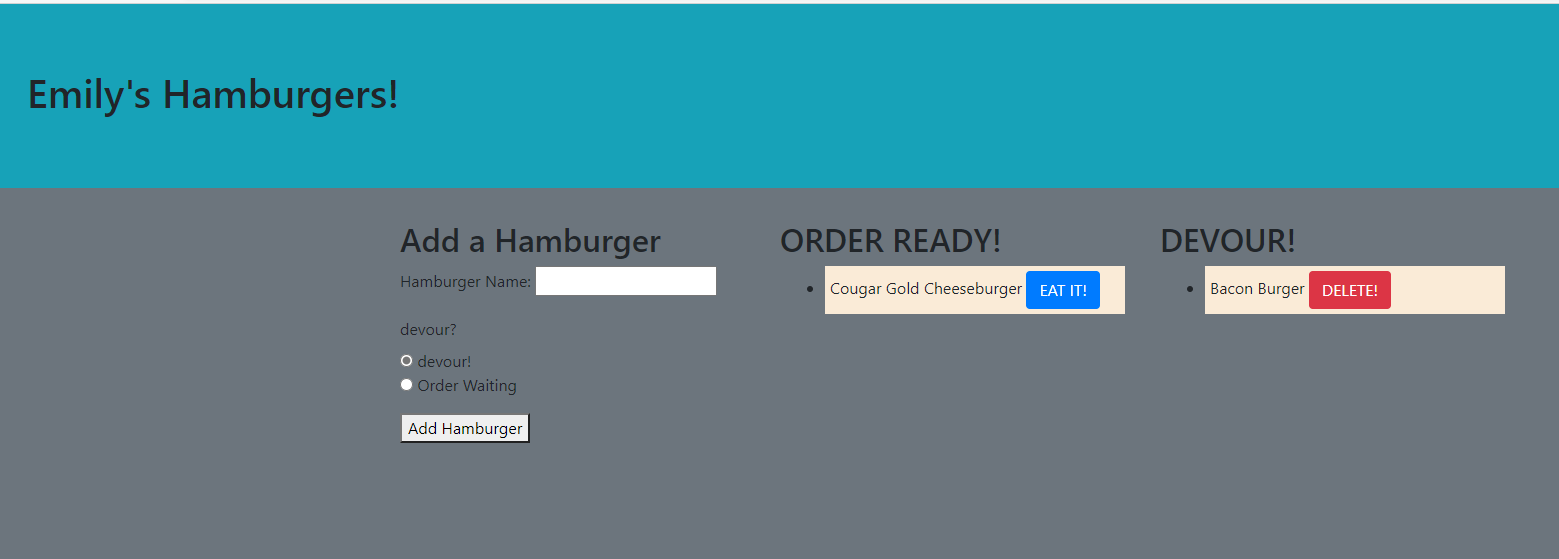 Emily's Hamburgers!
Add a Hamburger
Hamburger Name:
devour?
devour!
Order Waiting
Add Hamburger
ORDER READY!
Cougar Gold Cheeseburger EAT IT!
DEVOUR!
Bacon Burger DELETE!